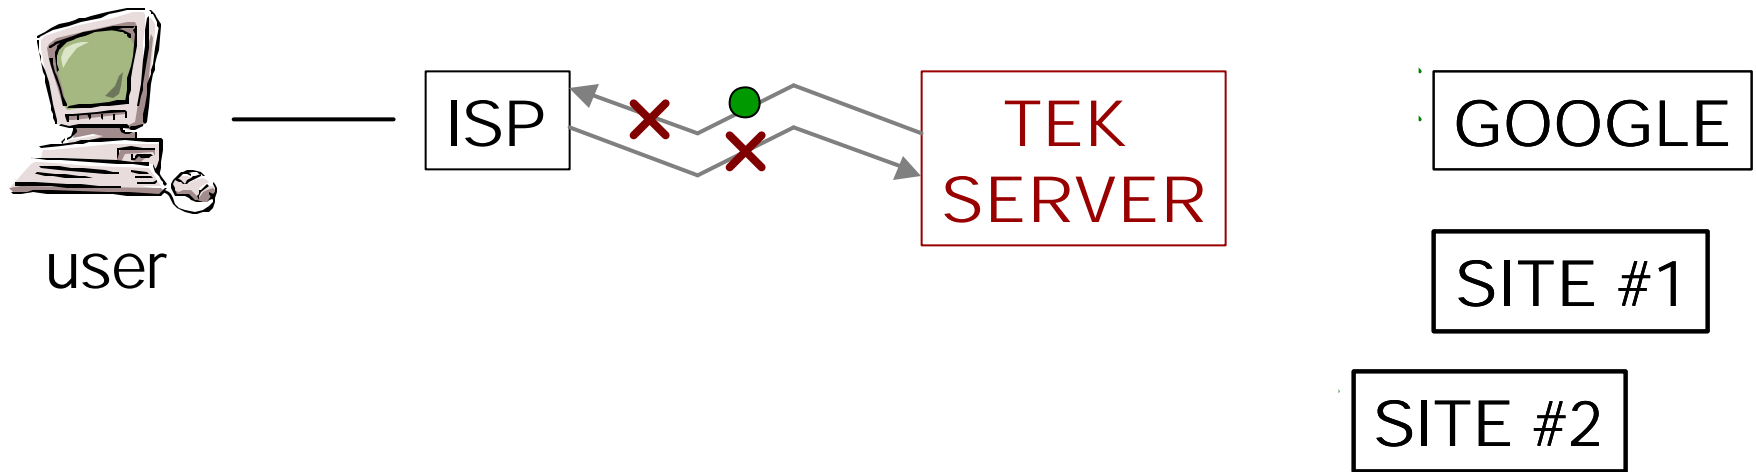 user
ISP
TEK
SERVER
GOOGLE
SITE #1
SITE #2